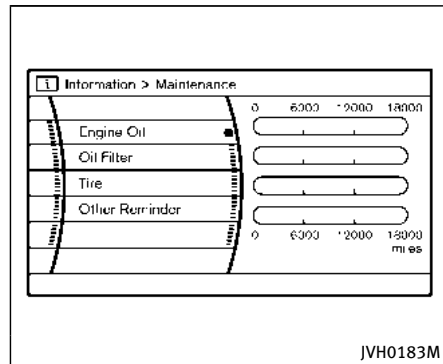 i Information > Maintenance
0 6000 12000 18000
Engine Oil
Oil Filter
Tire
Other Reminder
0 6000 12000 18000
miles
JVH0183M